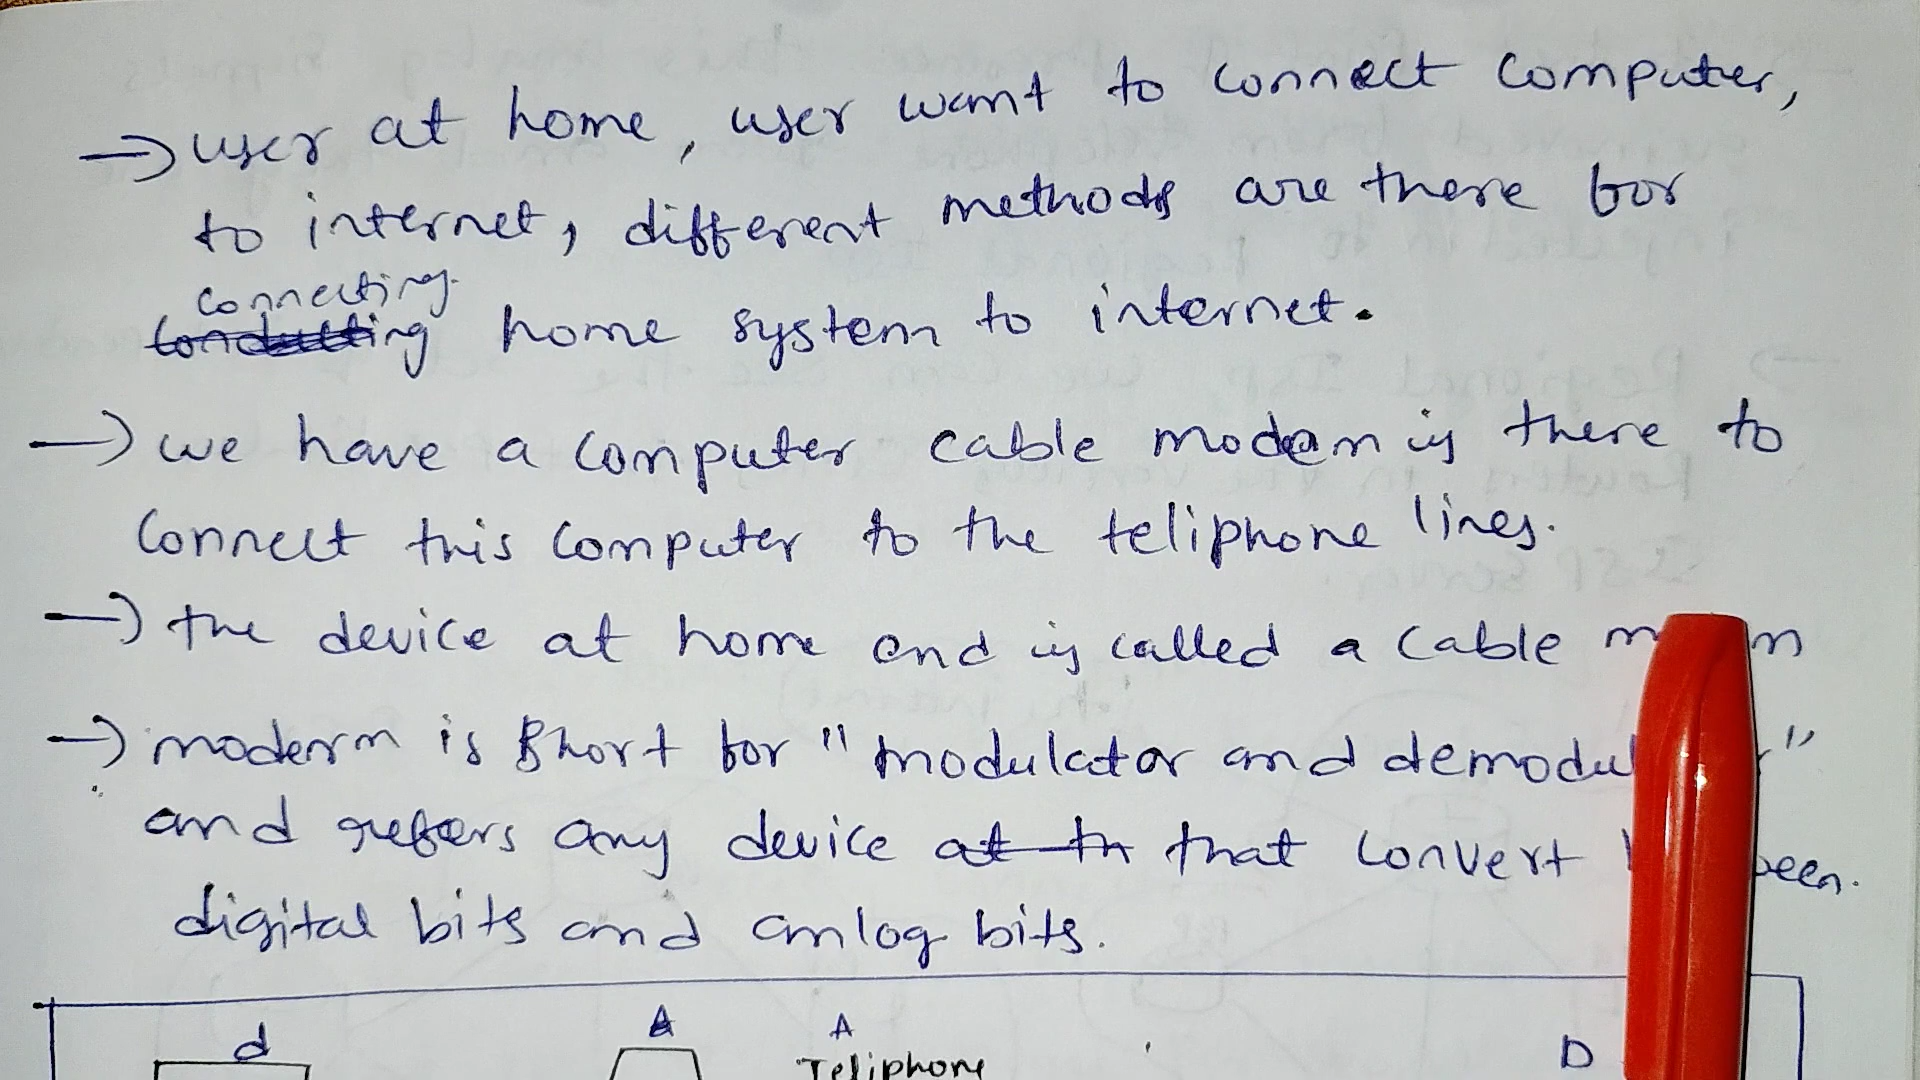 → user at home, user want to connect computer,
to internet, different methods are there for
connecting
home system to internet.
→ we have a computer cable modem is there to
connect this computer to the teliphone lines.
→ the device at home end is called a cable
→ moderm is short for "modulator and
and refers any device that convert
digital bits and anlog bits.
d A A D
Teliphone